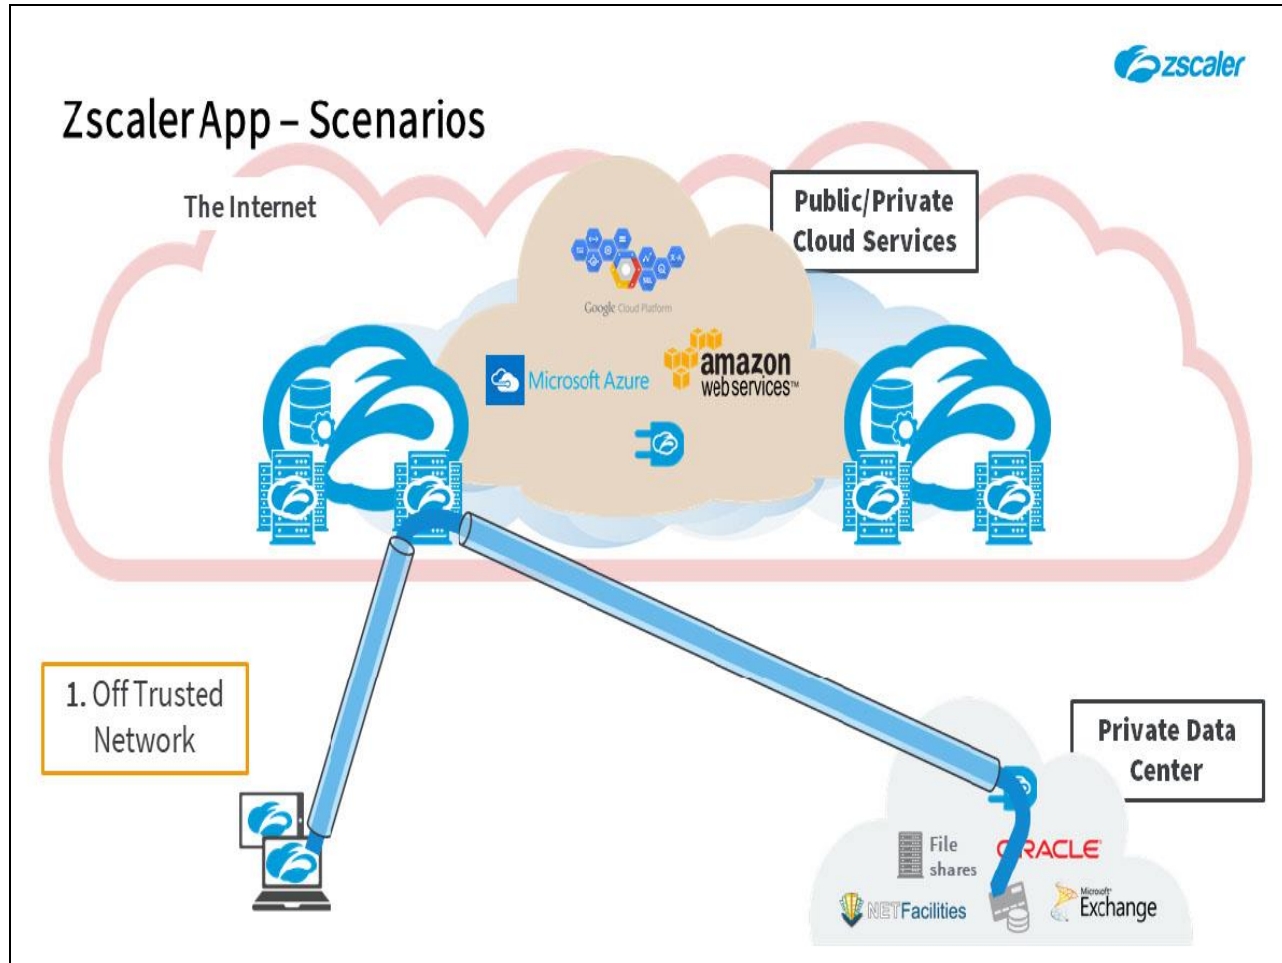 zscaler
Zscaler App – Scenarios
The Internet
Public/Private
Cloud Services
Google Cloud Platform
Microsoft Azure
amazon
webservices™
1. Off Trusted
Network
Private Data
Center
File
shares
ORACLE
NETFacilities
Microsoft
Exchange